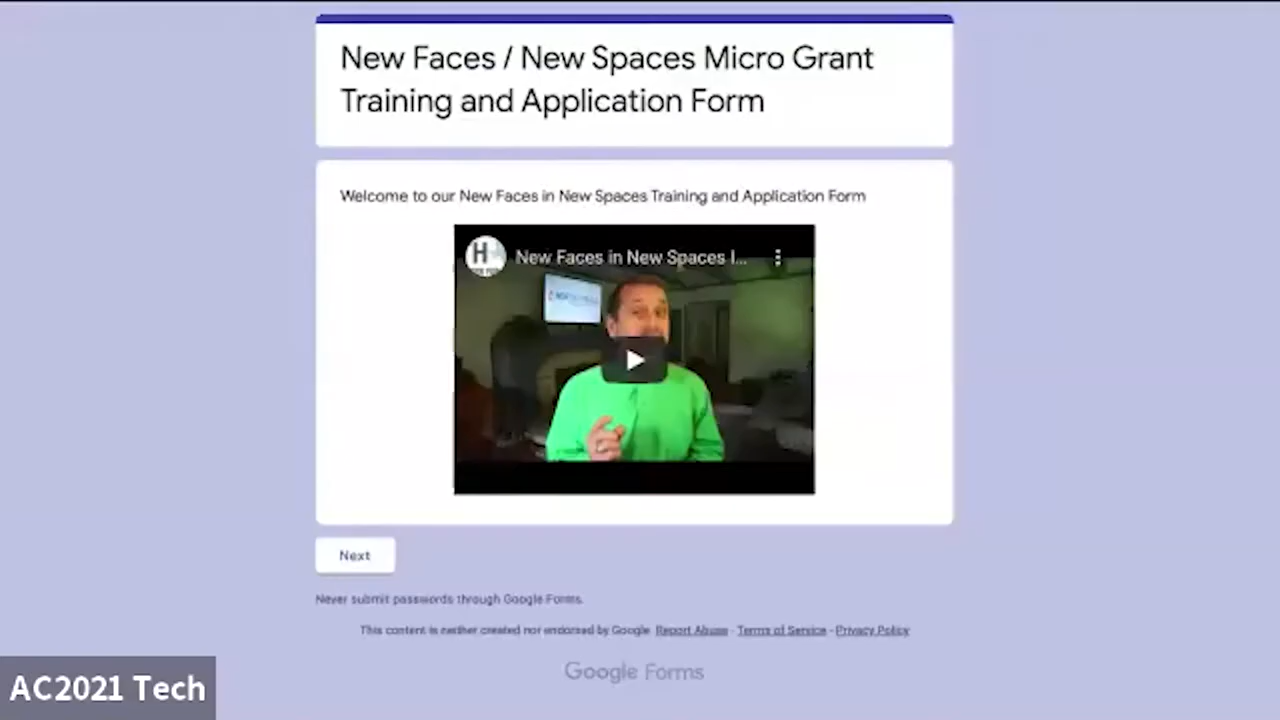 New Faces / New Spaces Micro Grant
Training and Application Form
Welcome to our New Faces in New Spaces Training and Application Form
H
New Faces in New Spaces I...
Next
Never submit passwords through Google Forms.
This content is neither created nor endorsed by Google. Report Abuse - Terms of Service - Privacy Policy
Google Forms
AC2021 Tech